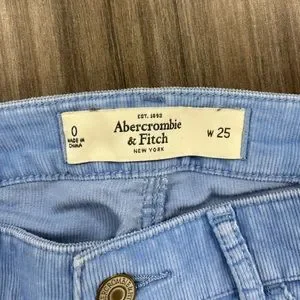 EST. 1892
0
MADE IN
CHINA
Abercrombie
& Fitch
NEW YORK
W 25